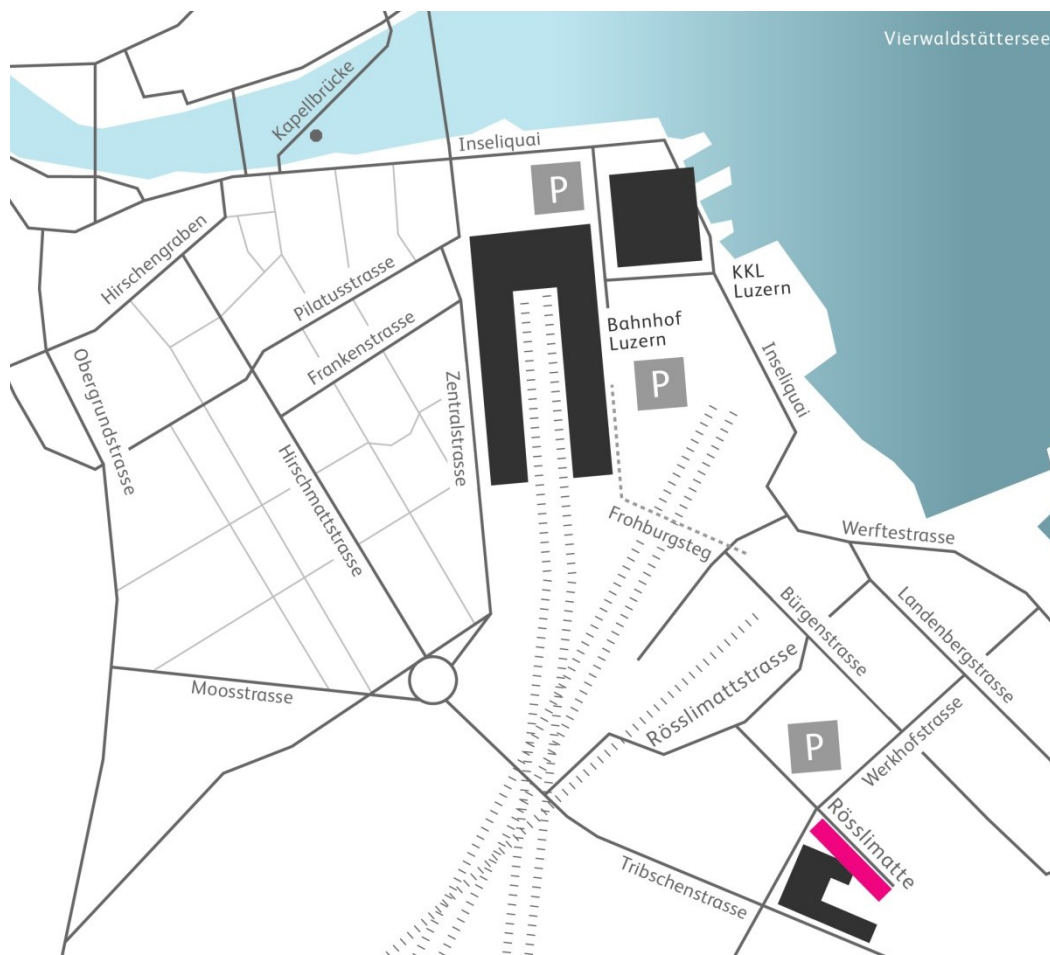 Vierwaldstättersee
Kapellbrücke
Inseliquai
P
Hirschengraben
Pilatusstrasse
KKL
Luzern
Frankenstrasse
Bahnhof
Luzern
P
Obergrundstrasse
Zentralstrasse
Inseliquai
Hirschmattstrasse
Frohburgsteg
Werftestrasse
Bürgenstrasse
Landenbergstrasse
Moosstrasse
Rösslimattstrasse
P
Werkhofstrasse
Rösslimatte
Tribschenstrasse